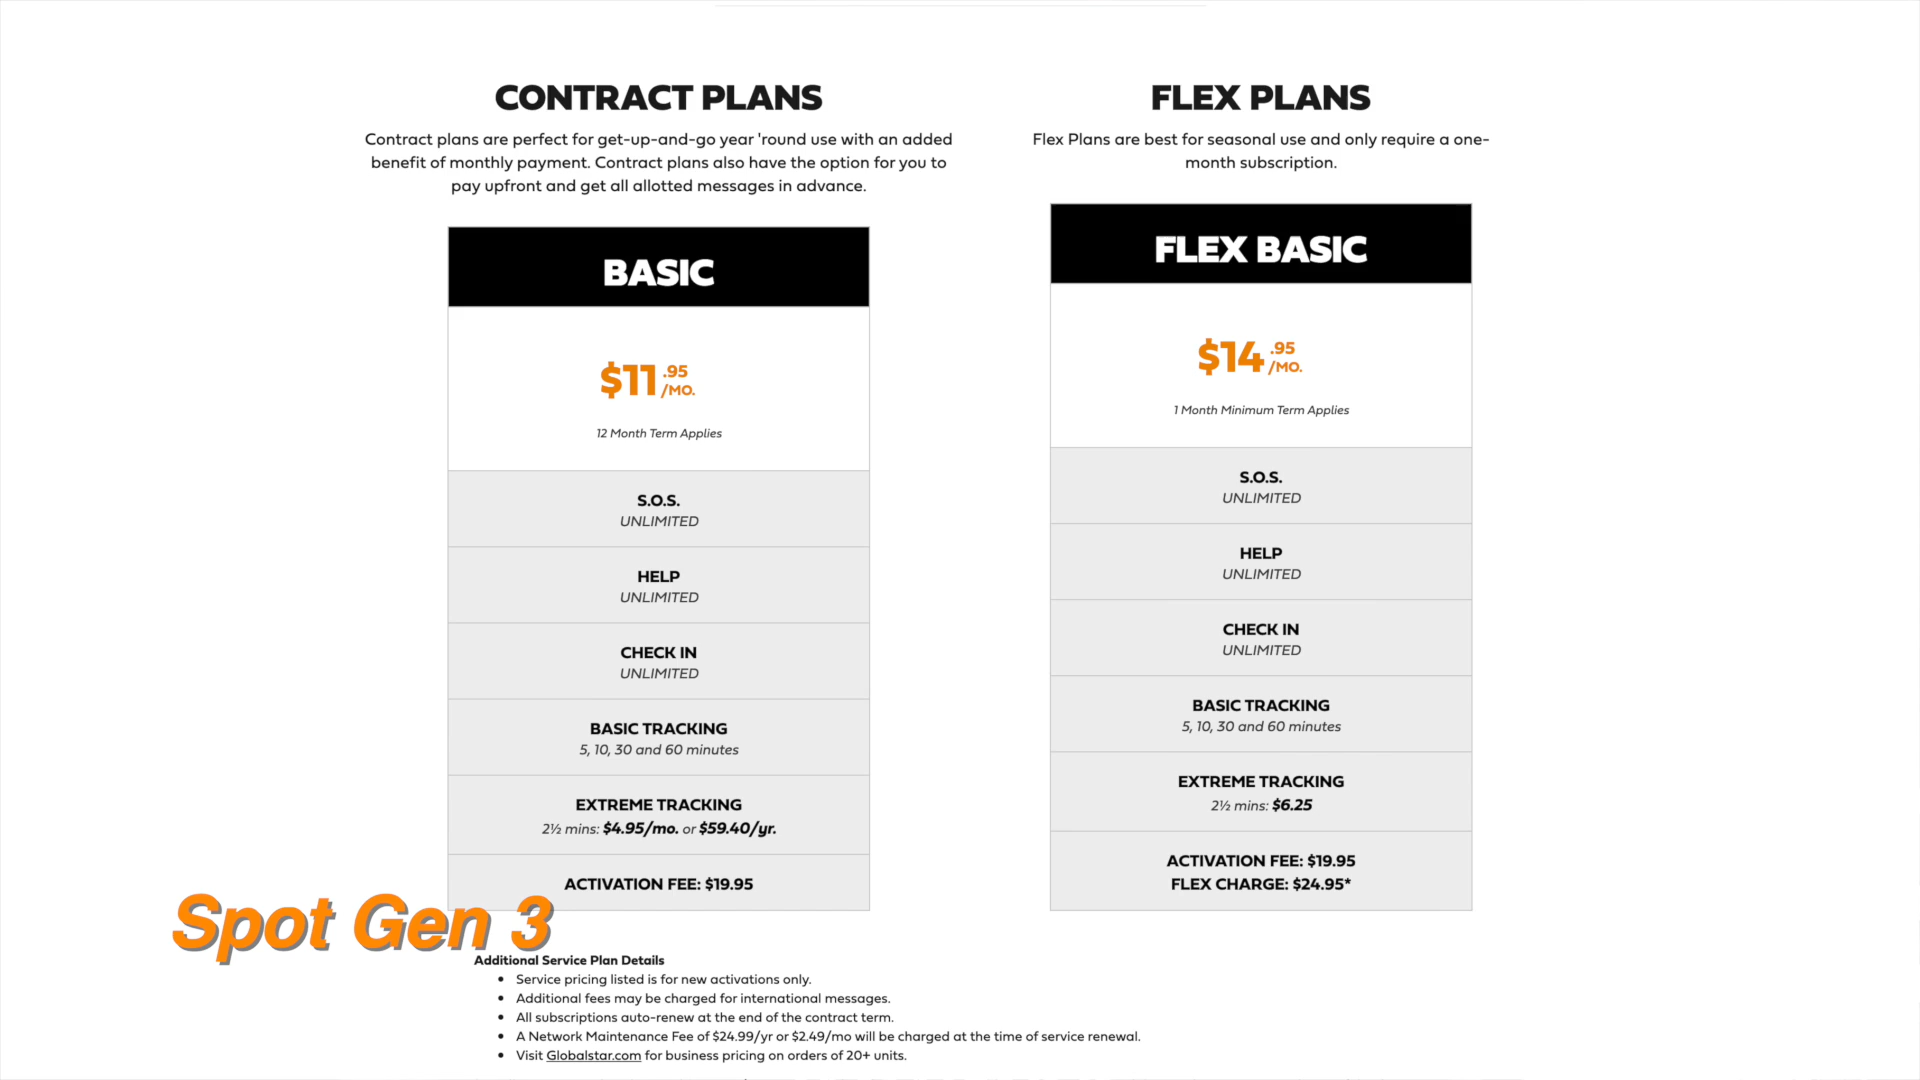 CONTRACT PLANS
Contract plans are perfect for get-up-and-go year 'round use with an added
benefit of monthly payment. Contract plans also have the option for you to
pay upfront and get all allotted messages in advance.
BASIC
$11.95/MO.
12 Month Term Applies
S.O.S.
UNLIMITED
HELP
UNLIMITED
CHECK IN
UNLIMITED
BASIC TRACKING
5, 10, 30 and 60 minutes
EXTREME TRACKING
2½ mins: $4.95/mo. or $59.40/yr.
ACTIVATION FEE: $19.95
FLEX PLANS
Flex Plans are best for seasonal use and only require a one-
month subscription.
FLEX BASIC
$14.95/MO.
1 Month Minimum Term Applies
S.O.S.
UNLIMITED
HELP
UNLIMITED
CHECK IN
UNLIMITED
BASIC TRACKING
5, 10, 30 and 60 minutes
EXTREME TRACKING
2½ mins: $6.25
ACTIVATION FEE: $19.95
FLEX CHARGE: $24.95*
Spot Gen 3
Additional Service Plan Details
• Service pricing listed is for new activations only.
• Additional fees may be charged for international messages.
• All subscriptions auto-renew at the end of the contract term.
• A Network Maintenance Fee of $24.99/yr or $2.49/mo will be charged at the time of service renewal.
• Visit Globalstar.com for business pricing on orders of 20+ units.